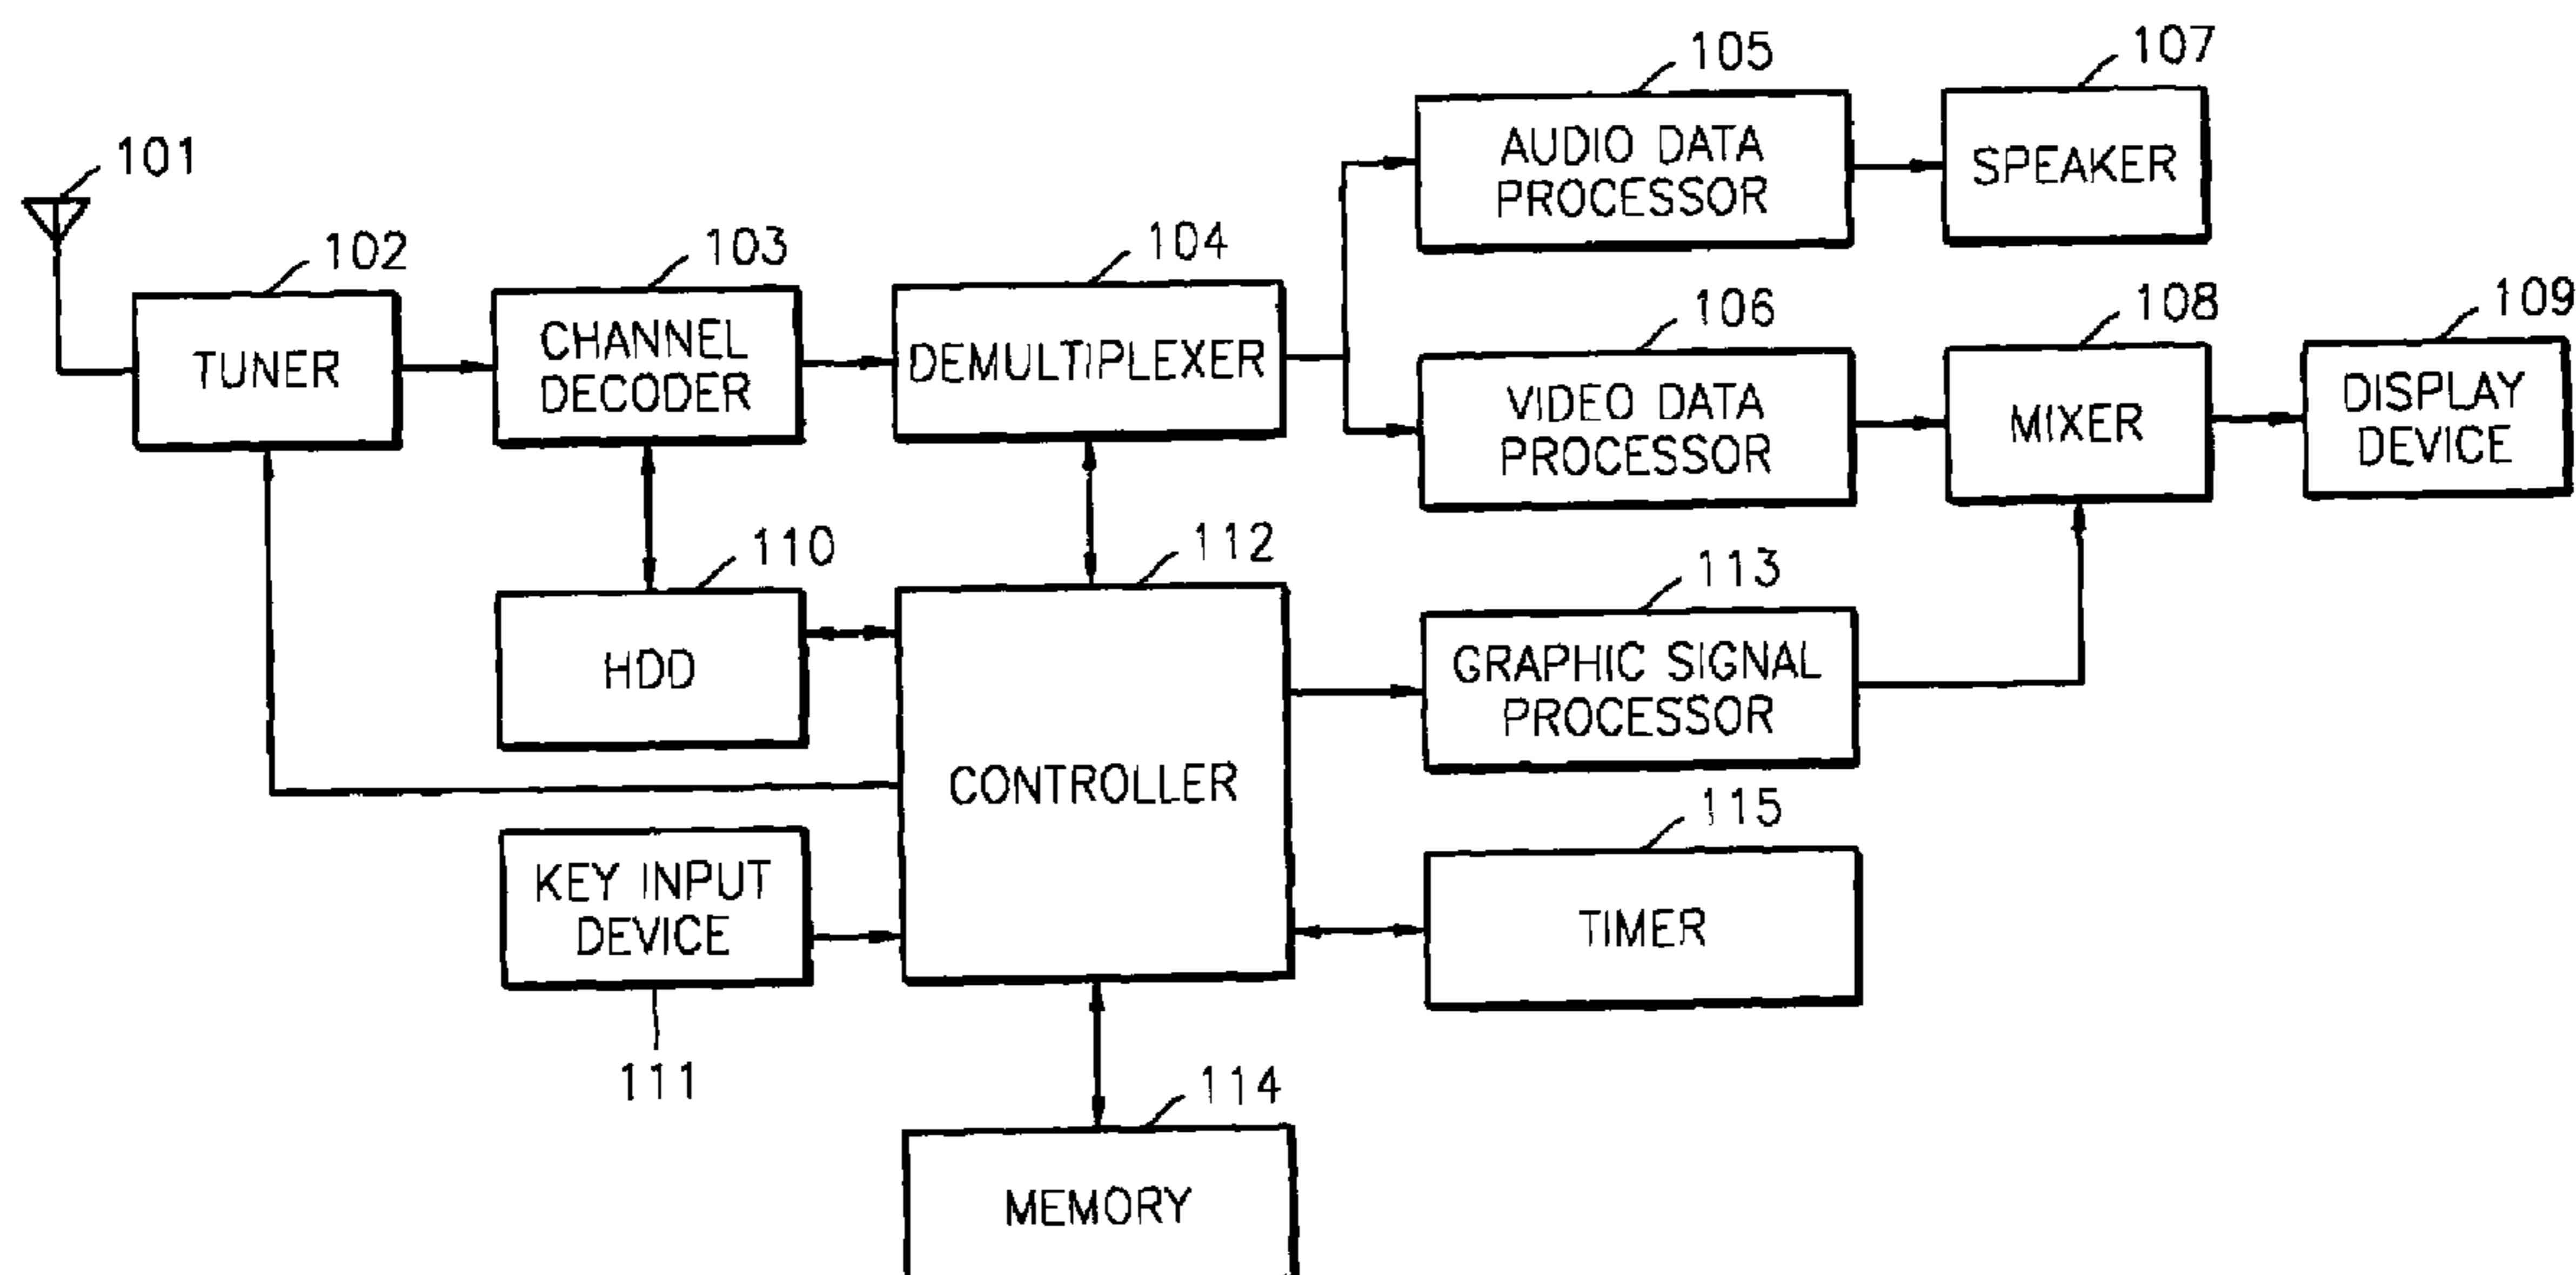 105
107
101
AUDIO DATA
PROCESSOR
SPEAKER
102
103
104
106
108
109
TUNER
CHANNEL
DECODER
DEMULTIPLEXER
VIDEO DATA
PROCESSOR
MIXER
DISPLAY
DEVICE
110
112
113
HDD
GRAPHIC SIGNAL
PROCESSOR
CONTROLLER
115
KEY INPUT
DEVICE
TIMER
111
114
MEMORY